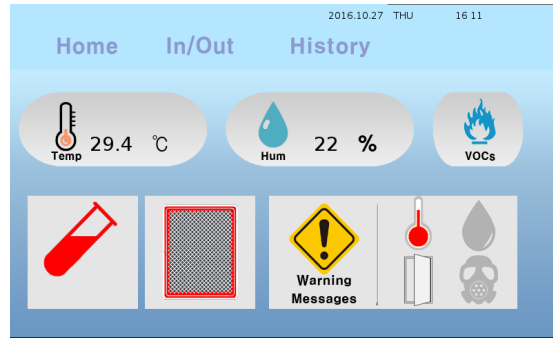 2016.10.27 THU 16 11
Home In/Out History
29.4 ℃
Temp
22 %
Hum
VOCs
Warning
Messages